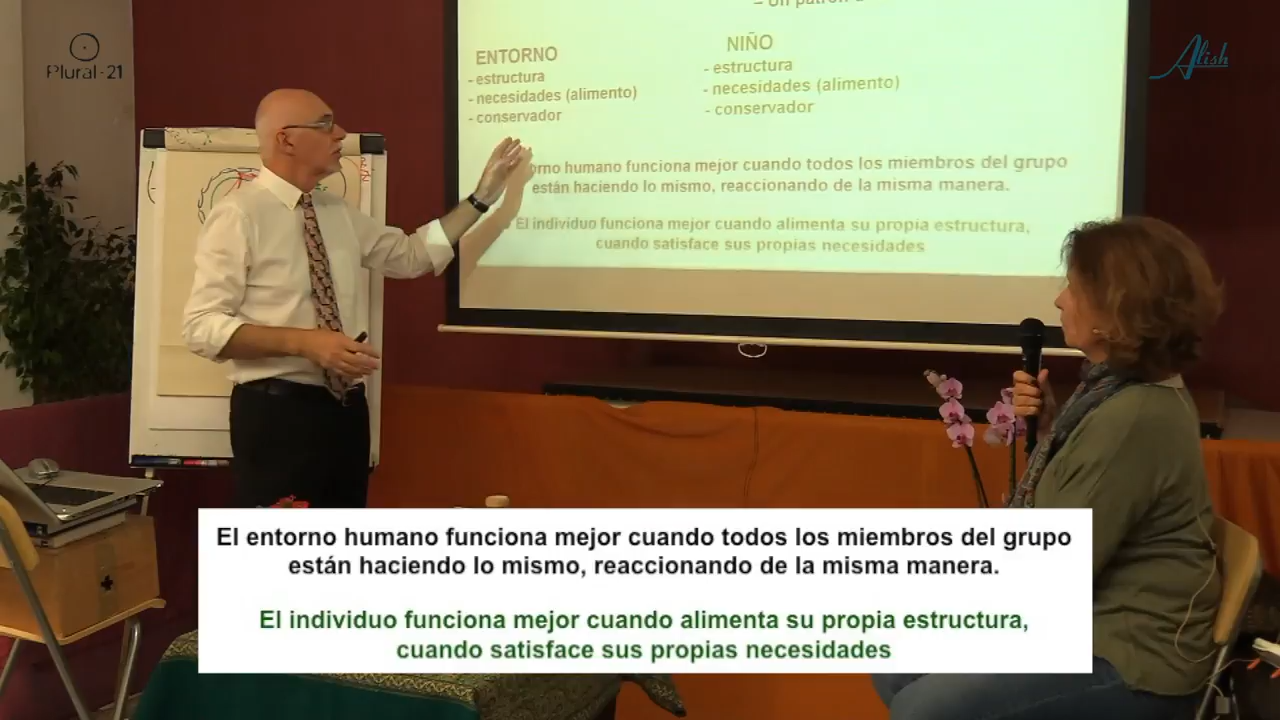 Plural-21
Alish
ENTORNO
- estructura
- necesidades (alimento)
- conservador
NIÑO
- estructura
- necesidades (alimento)
- conservador
orno humano funciona mejor cuando todos los miembros del grupo
están haciendo lo mismo, reaccionando de la misma manera.
El individuo funciona mejor cuando alimenta su propia estructura,
cuando satisface sus propias necesidades
El entorno humano funciona mejor cuando todos los miembros del grupo
están haciendo lo mismo, reaccionando de la misma manera.
El individuo funciona mejor cuando alimenta su propia estructura,
cuando satisface sus propias necesidades